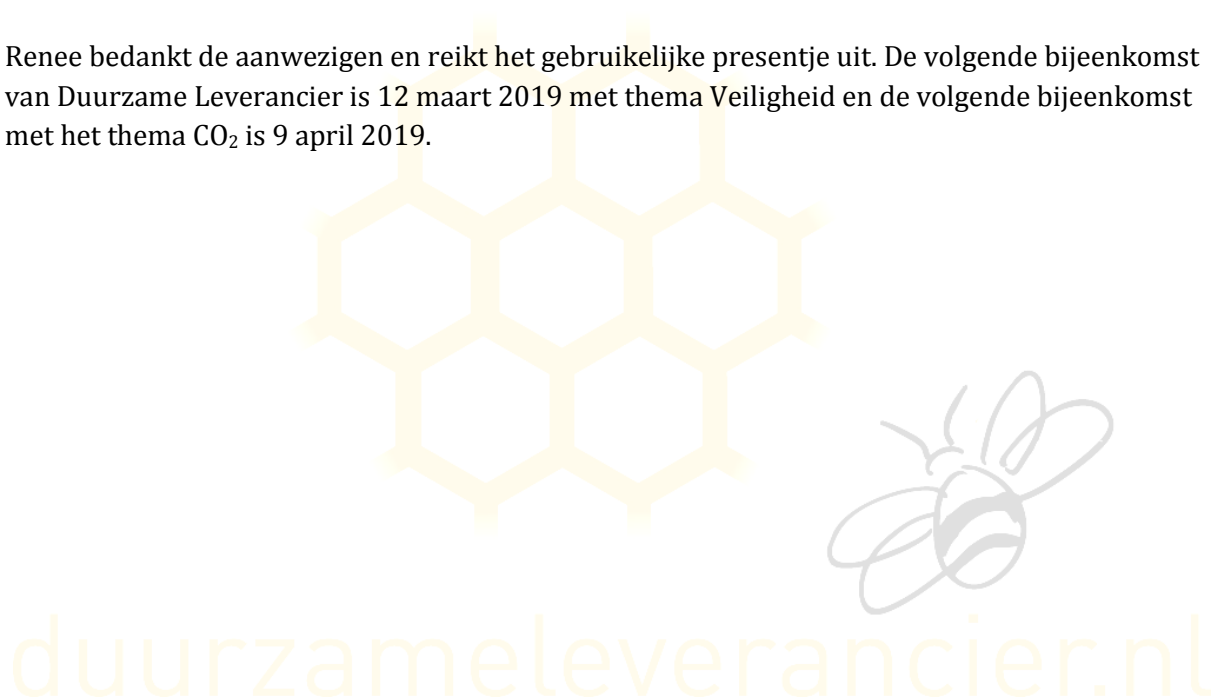 Renee bedankt de aanwezigen en reikt het gebruikelijke presentje uit. De volgende bijeenkomst
van Duurzame Leverancier is 12 maart 2019 met thema Veiligheid en de volgende bijeenkomst
met het thema CO₂ is 9 april 2019.
duurzameleverancier.nl